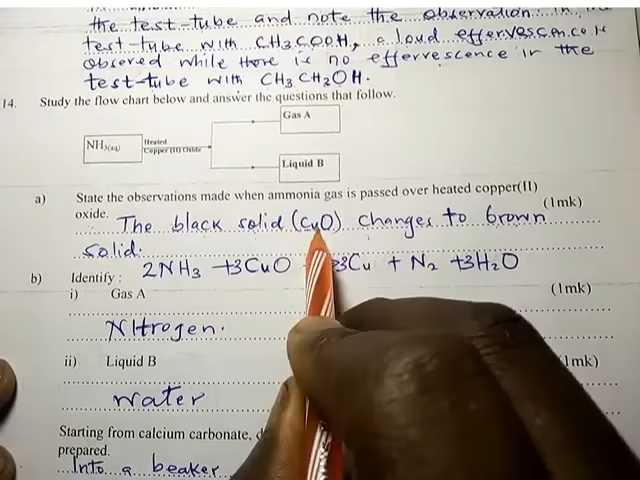 the test-tube and note the observation. In the
test-tube with CH3COOH, a loud effervescence is
observed while there is no effervescence in the
test-tube with CH3CH2OH.
14. Study the flow chart below and answer the questions that follow.
Gas A
NH3(aq) Heated
Copper (II) Oxide
Liquid B
a) State the observations made when ammonia gas is passed over heated copper(II)
oxide. (1mk)
The black solid (CuO) changes to brown
solid.
2NH3 +3CuO 3Cu + N2 +3H2O
b) Identify :
i) Gas A (1mk)
Nitrogen.
ii) Liquid B 1mk)
water
Starting from calcium carbonate,
prepared.
Into a beaker